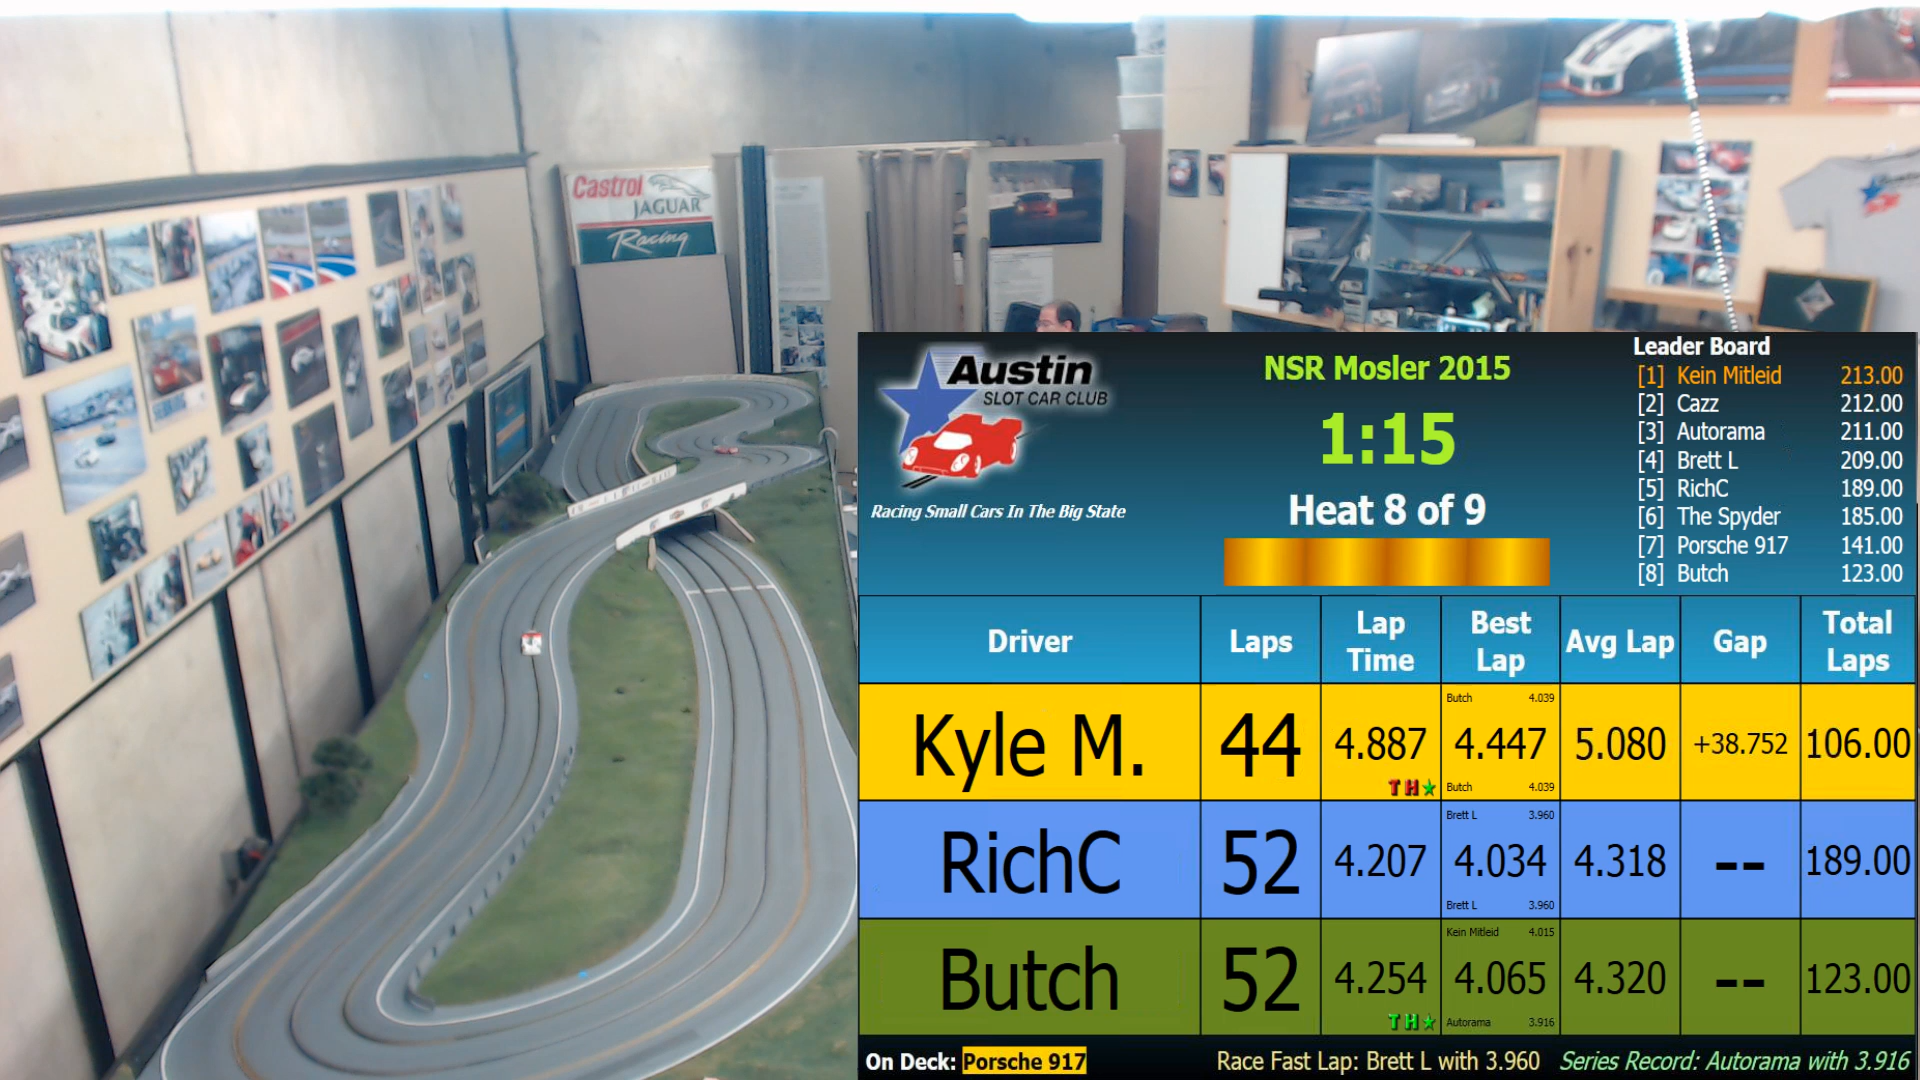 Castrol
JAGUAR
Racing
Austin
SLOT CAR CLUB
Racing Small Cars In The Big State
NSR Mosler 2015
1:15
Heat 8 of 9
Leader Board
[1] Kein Mitleid 213.00
[2] Cazz 212.00
[3] Autorama 211.00
[4] Brett L 209.00
[5] RichC 189.00
[6] The Spyder 185.00
[7] Porsche 917 141.00
[8] Butch 123.00
Driver Laps Lap Time Best Lap Avg Lap Gap Total Laps
Butch 4.039
Kyle M. 44 4.887 4.447 5.080 +38.752 106.00
T H ★ Butch 4.039
Brett L 3.960
RichC 52 4.207 4.034 4.318 -- 189.00
Brett L 3.960
Kein Mitleid 4.015
Butch 52 4.254 4.065 4.320 -- 123.00
T H ★ Autorama 3.916
On Deck: Porsche 917 Race Fast Lap: Brett L with 3.960 Series Record: Autorama with 3.916